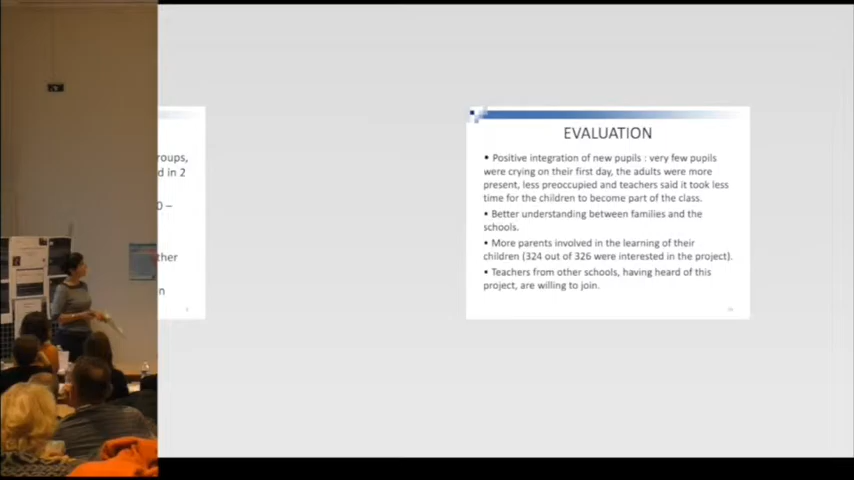 roups,
d in 2
0 –
ther
n
EVALUATION
• Positive integration of new pupils : very few pupils
were crying on their first day, the adults were more
present, less preoccupied and teachers said it took less
time for the children to become part of the class.
• Better understanding between families and the
schools.
• More parents involved in the learning of their
children (324 out of 326 were interested in the project).
• Teachers from other schools, having heard of this
project, are willing to join.